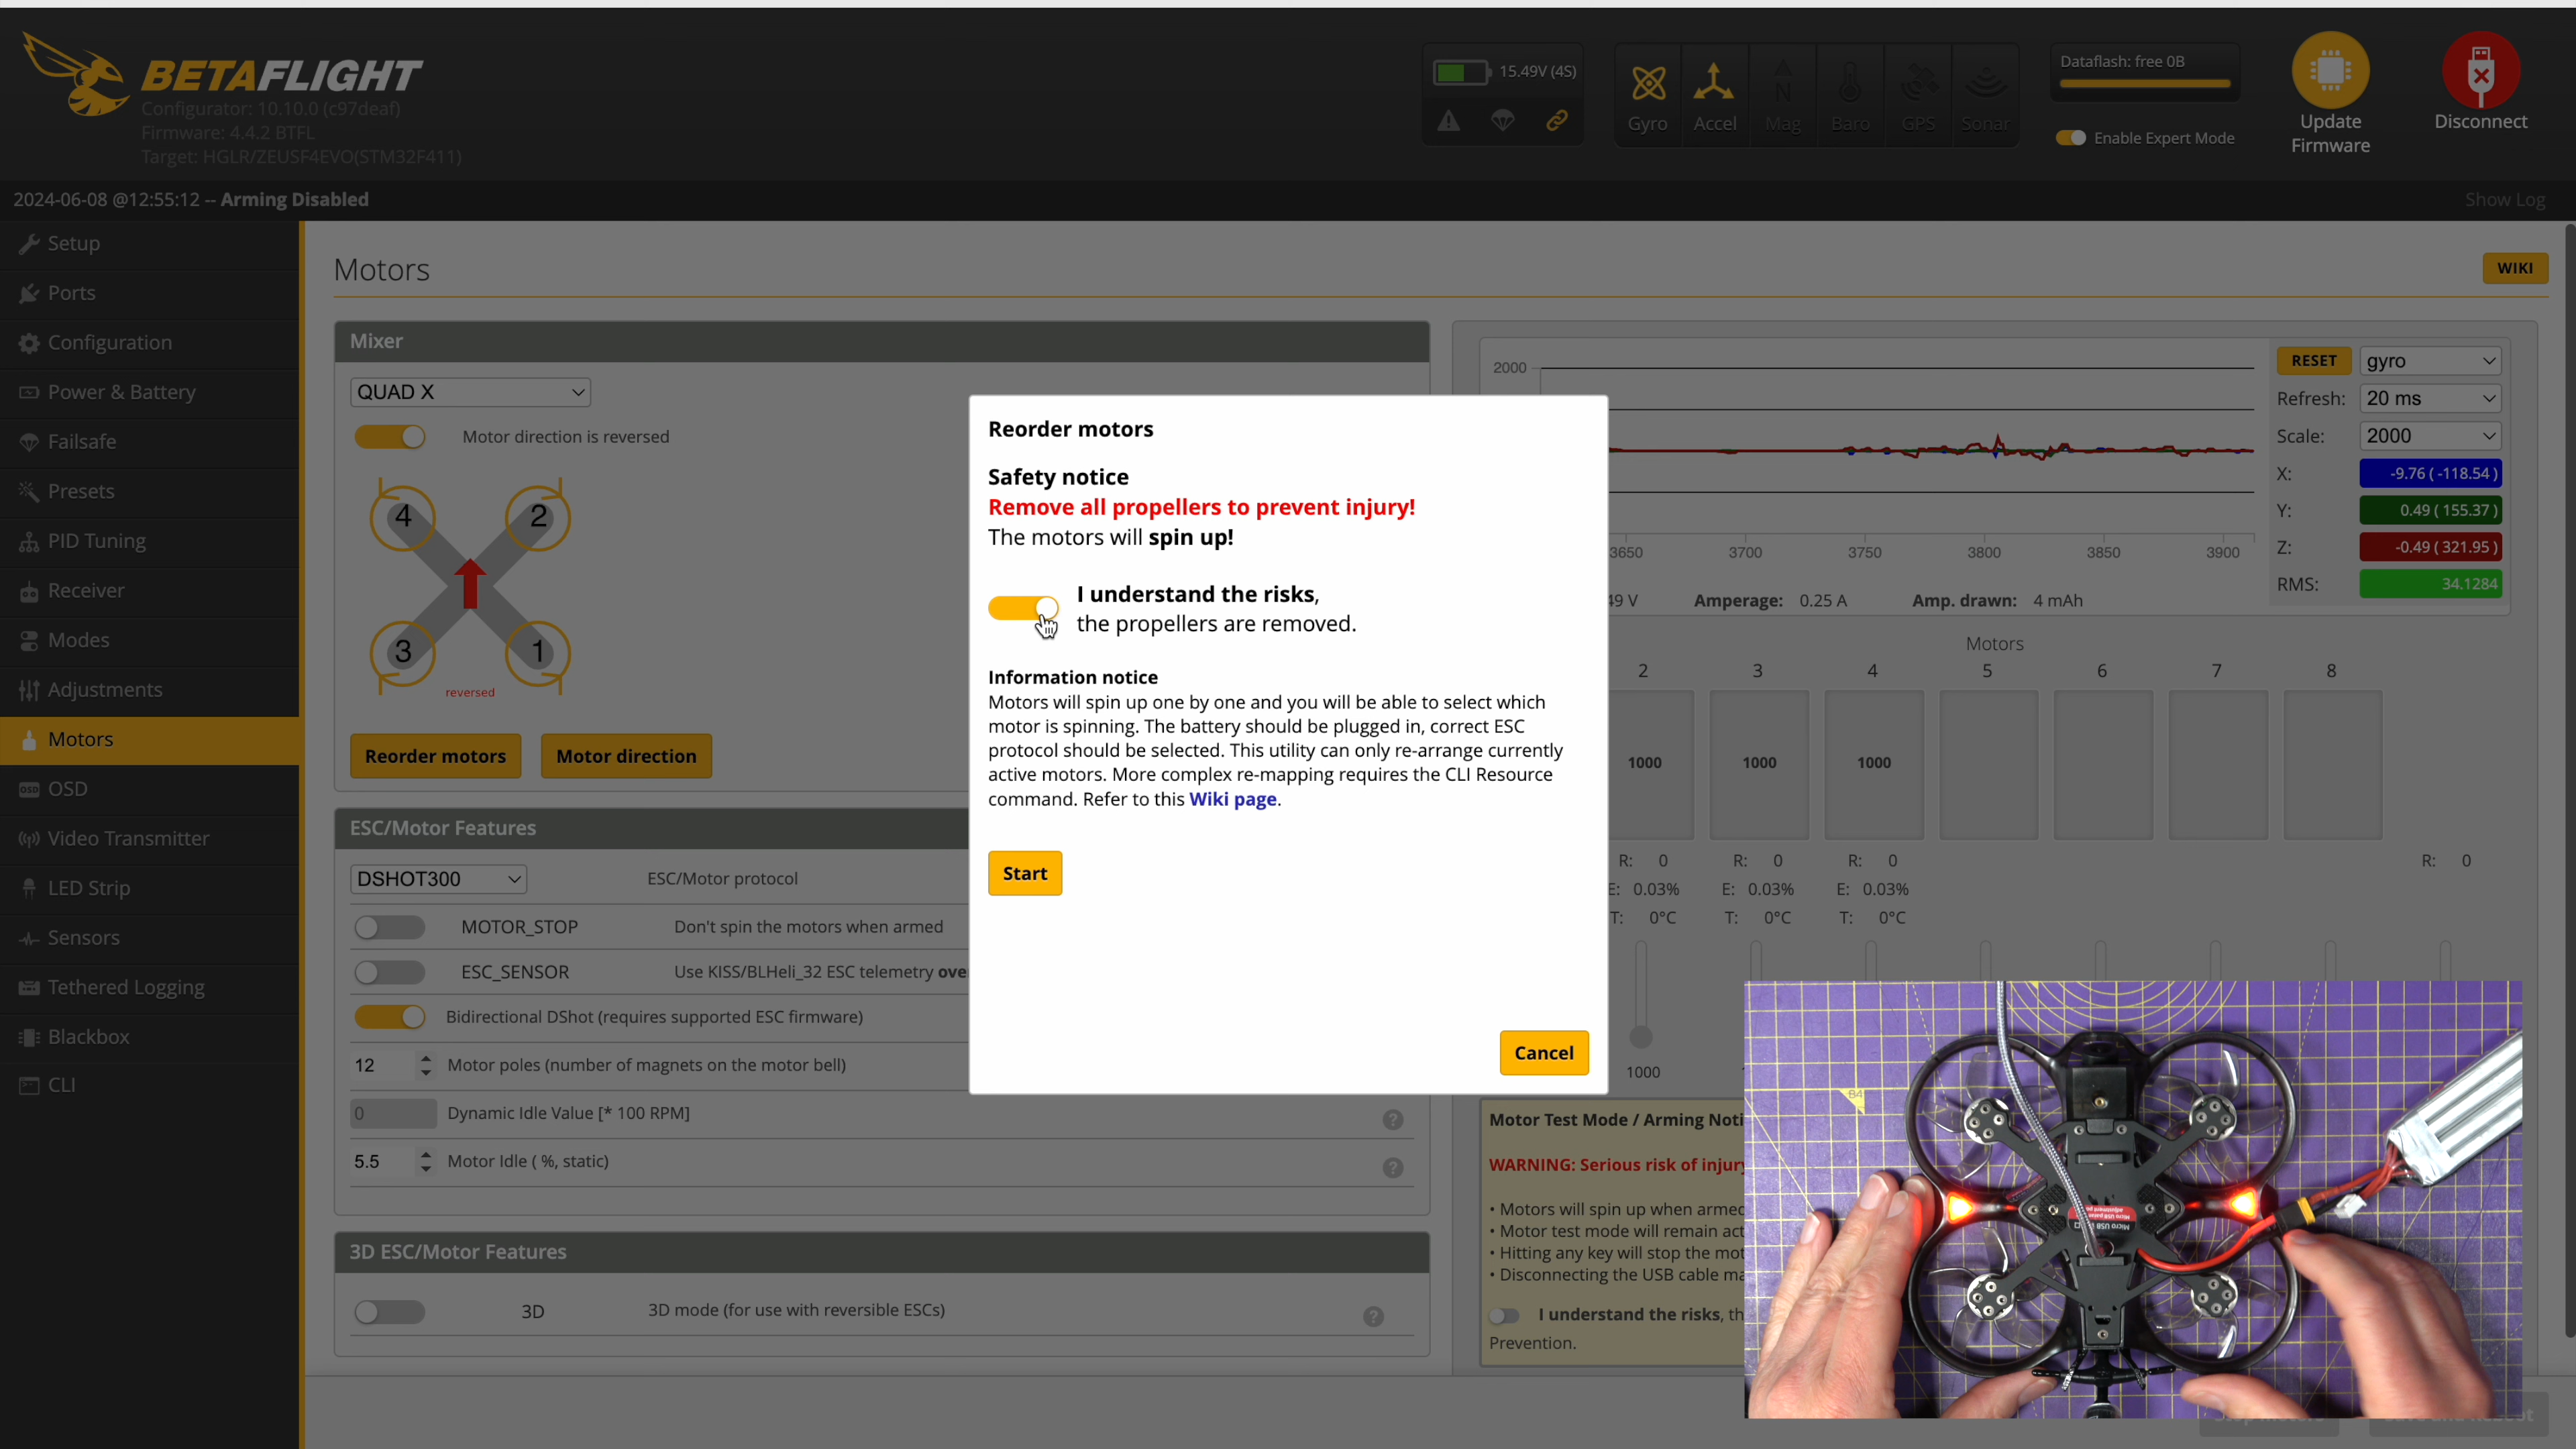 BETAFLIGHT
Configurator: 10.10.0 (c97deaf)
Firmware: 4.4.2 BTFL
Target: HGLR/ZEUSF4EVO(STM32F411)
15.49V (4S)
Gyro
Accel
Mag
Baro
GPS
Sonar
Dataflash: free 0B
Enable Expert Mode
Update
Firmware
Disconnect
2024-06-08 @12:55:12 -- Arming Disabled
Show Log
Setup
Ports
Configuration
Power & Battery
Failsafe
Presets
PID Tuning
Receiver
Modes
Adjustments
Motors
OSD
Video Transmitter
LED Strip
Sensors
Tethered Logging
Blackbox
CLI
Motors
WIKI
Mixer
QUAD X
Motor direction is reversed
4
2
3
1
reversed
Reorder motors
Motor direction
ESC/Motor Features
DSHOT300
ESC/Motor protocol
MOTOR_STOP
Don't spin the motors when armed
ESC_SENSOR
Use KISS/BLHeli_32 ESC telemetry ove
Bidirectional DShot (requires supported ESC firmware)
12
Motor poles (number of magnets on the motor bell)
0
Dynamic Idle Value [* 100 RPM]
?
5.5
Motor Idle ( %, static)
?
3D ESC/Motor Features
3D
3D mode (for use with reversible ESCs)
?
Reorder motors
Safety notice
Remove all propellers to prevent injury!
The motors will spin up!
I understand the risks,
the propellers are removed.
Information notice
Motors will spin up one by one and you will be able to select which
motor is spinning. The battery should be plugged in, correct ESC
protocol should be selected. This utility can only re-arrange currently
active motors. More complex re-mapping requires the CLI Resource
command. Refer to this Wiki page.
Start
Cancel
2000
3650
3700
3750
3800
3850
3900
RESET
gyro
Refresh:
20 ms
Scale:
2000
X:
-9.76 ( -118.54 )
Y:
0.49 ( 155.37 )
Z:
-0.49 ( 321.95 )
RMS:
34.1284
49 V
Amperage: 0.25 A
Amp. drawn: 4 mAh
Motors
2
3
4
5
6
7
8
1000
1000
1000
R: 0
R: 0
R: 0
R: 0
E: 0.03%
E: 0.03%
E: 0.03%
T: 0°C
T: 0°C
T: 0°C
1000
Motor Test Mode / Arming Noti
WARNING: Serious risk of injury
• Motors will spin up when armed
• Motor test mode will remain act
• Hitting any key will stop the mot
• Disconnecting the USB cable ma
I understand the risks, th
Prevention.